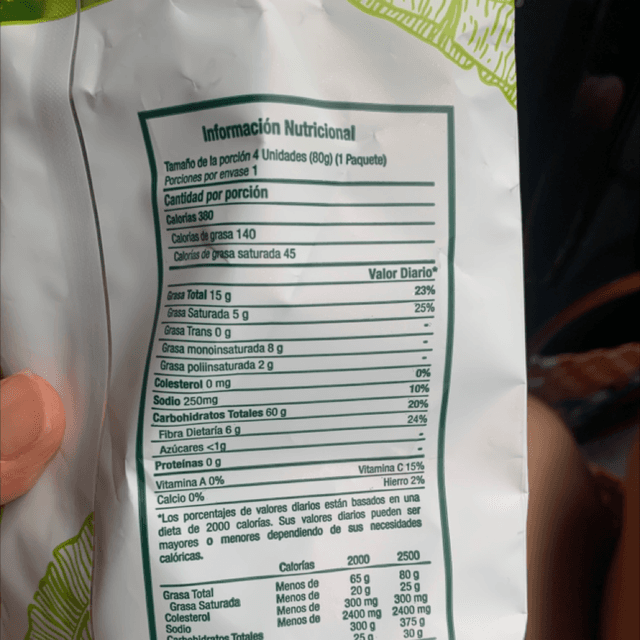 Información Nutricional
Tamaño de la porción 4 Unidades (80g) (1 Paquete)
Porciones por envase 1
Cantidad por porción
Calorías 380
Calorías de grasa 140
Calorías de grasa saturada 45
Valor Diario*
Grasa Total 15 g 23%
Grasa Saturada 5 g 25%
Grasa Trans 0 g -
Grasa monoinsaturada 8 g -
Grasa poliinsaturada 2 g -
Colesterol 0 mg 0%
Sodio 250mg 10%
Carbohidratos Totales 60 g 20%
Fibra Dietaría 6 g 24%
Azúcares <1g -
Proteínas 0 g -
Vitamina A 0% Vitamina C 15%
Calcio 0% Hierro 2%
*Los porcentajes de valores diarios están basados en una
dieta de 2000 calorías. Sus valores diarios pueden ser
mayores o menores dependiendo de sus necesidades
calóricas.
Calorías 2000 2500
Grasa Total Menos de 65 g 80 g
Grasa Saturada Menos de 20 g 25 g
Colesterol Menos de 300 mg 300 mg
Sodio Menos de 2400 mg 2400 mg
Carbohidratos Totales 300 g 375 g
25 g 30 g